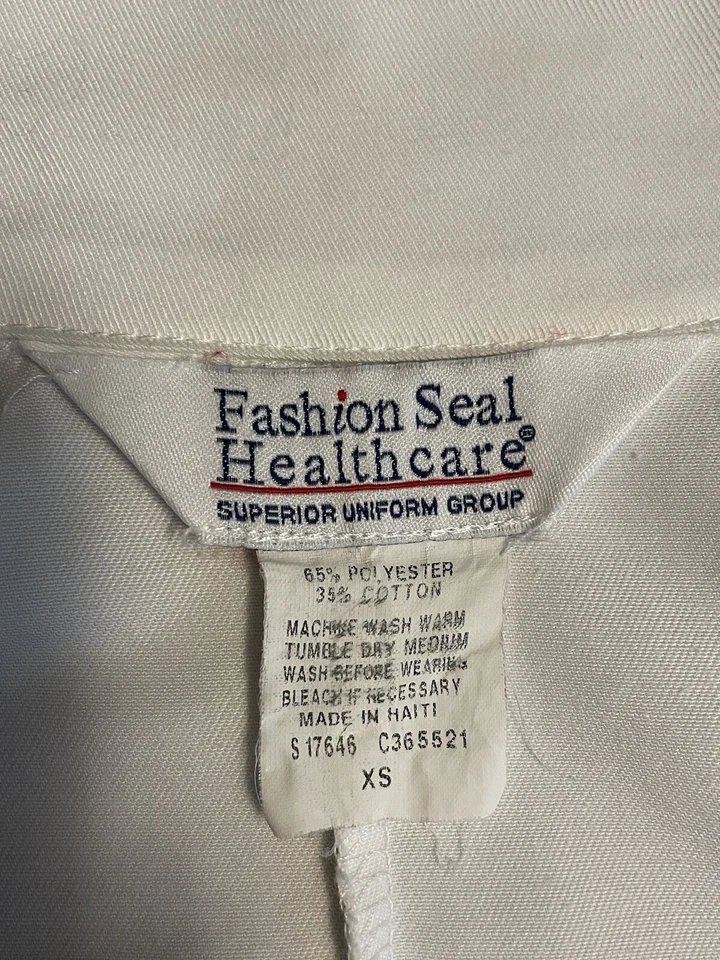 Fashion Seal
Healthcare
SUPERIOR UNIFORM GROUP
65% POLYESTER
35% COTTON
MACHINE WASH WARM
TUMBLE DRY MEDIUM
WASH BEFORE WEARING
BLEACH IF NECESSARY
MADE IN HAITI
S 17646 C365521
XS